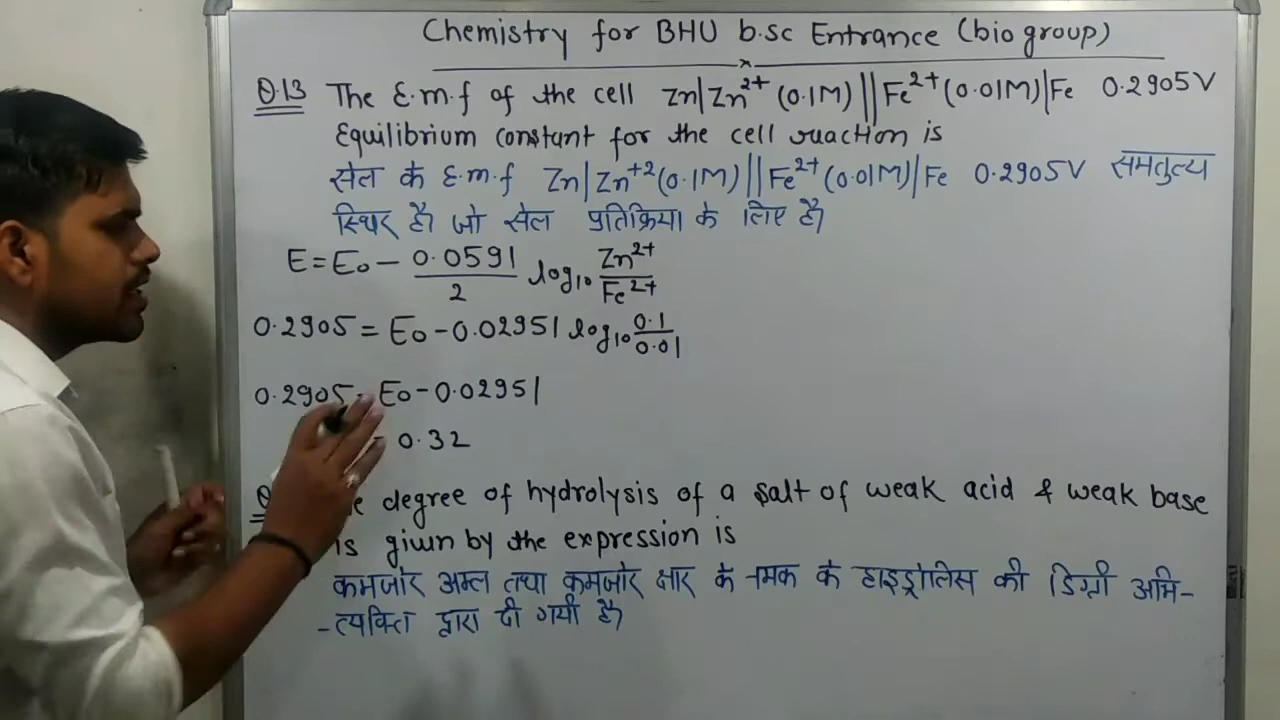 Chemistry for BHU b.sc Entrance (bio group)
Q.13 The E.m.f of the cell Zn|Zn²⁺(0.1M)||Fe²⁺(0.01M)|Fe 0.2905V
Equilibrium constant for the cell reaction is
सेल के E.m.f Zn|Zn⁺²(0.1M)||Fe²⁺(0.01M)|Fe 0.2905V समतुल्य
स्थिर है। जो सेल प्रतिक्रिया के लिए है।
E=E₀ - 0.0591/2 log₁₀ Zn²⁺/Fe²⁺
0.2905 = E₀-0.02951 log₁₀ 0.1/0.01
0.2905 = E₀-0.02951
0.32
degree of hydrolysis of a salt of weak acid & weak base
is given by the expression is
कमजोर अम्ल तथा कमजोर क्षार के नमक के हाइड्रोलिस की डिग्री अभि-
-व्यक्ति द्वारा दी गयी है।